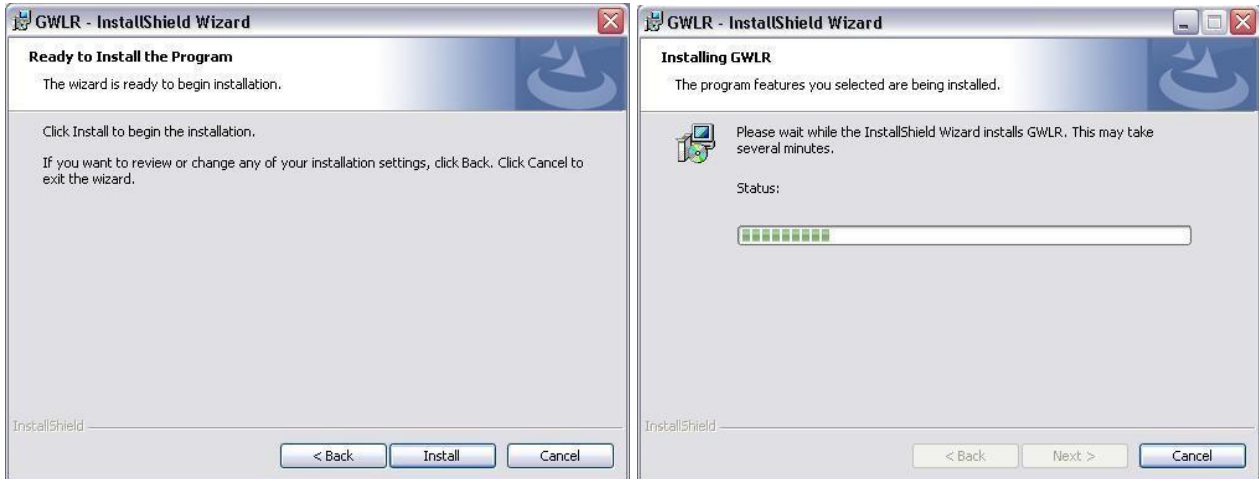 GWLR - InstallShield Wizard
Ready to Install the Program
The wizard is ready to begin installation.
Click Install to begin the installation.
If you want to review or change any of your installation settings, click Back. Click Cancel to
exit the wizard.
InstallShield
< Back
Install
Cancel
GWLR - InstallShield Wizard
Installing GWLR
The program features you selected are being installed.
Please wait while the InstallShield Wizard installs GWLR. This may take
several minutes.
Status:
InstallShield
< Back
Next >
Cancel